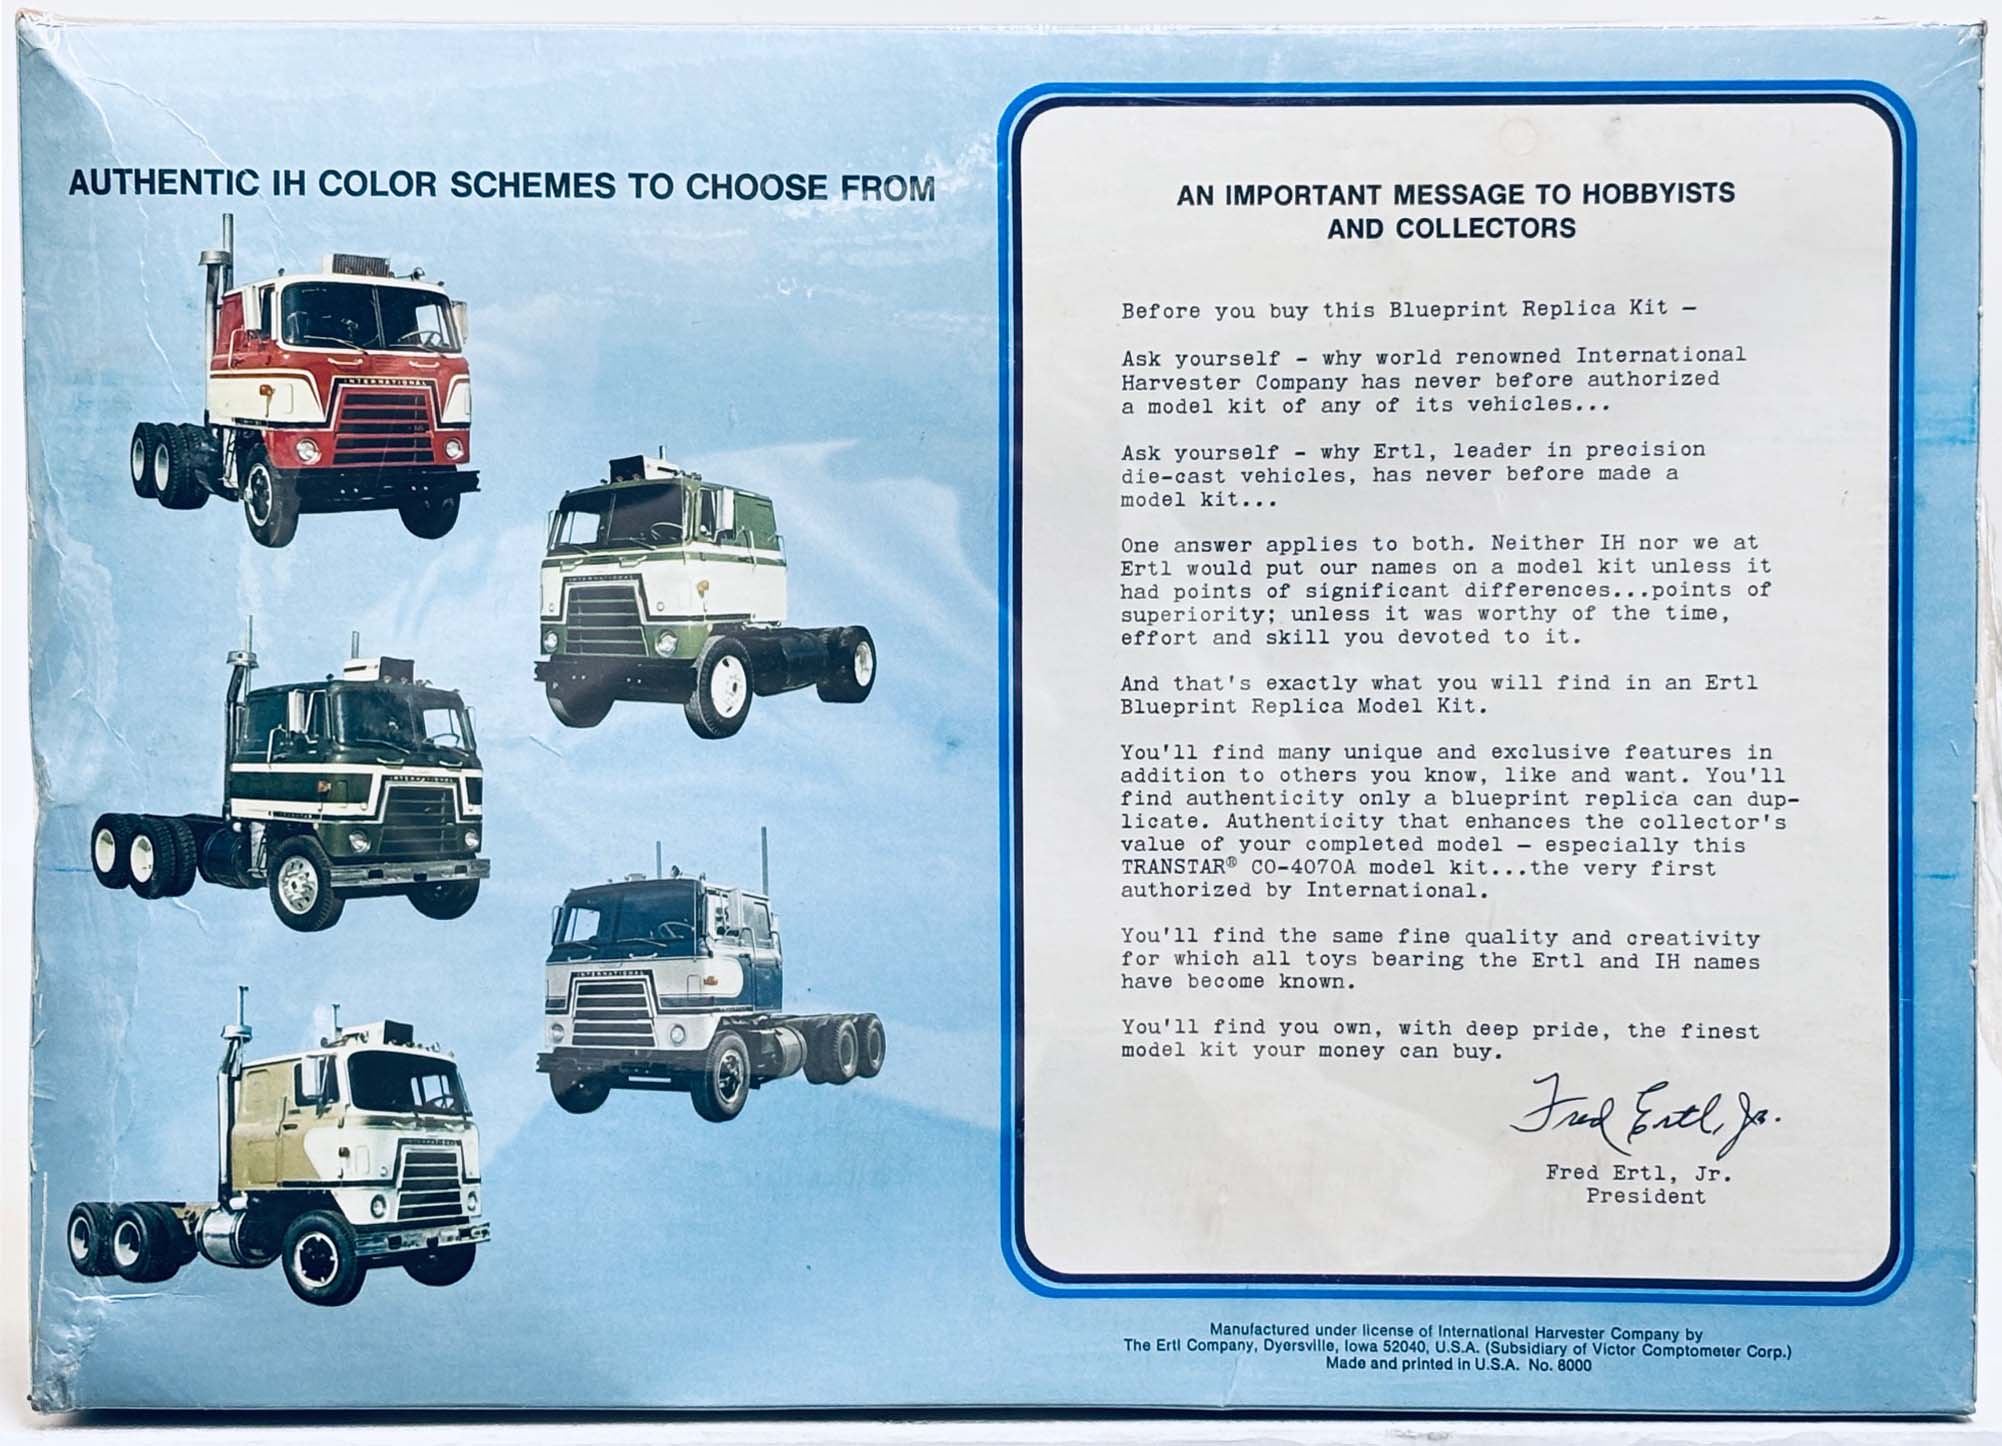 AUTHENTIC IH COLOR SCHEMES TO CHOOSE FROM
INTERNATIONAL
INTERNATIONAL
INTERNATIONAL
INTERNATIONAL
INTERNATIONAL
AN IMPORTANT MESSAGE TO HOBBYISTS
AND COLLECTORS
Before you buy this Blueprint Replica Kit —
Ask yourself – why world renowned International
Harvester Company has never before authorized
a model kit of any of its vehicles...
Ask yourself – why Ertl, leader in precision
die-cast vehicles, has never before made a
model kit...
One answer applies to both. Neither IH nor we at
Ertl would put our names on a model kit unless it
had points of significant differences...points of
superiority; unless it was worthy of the time,
effort and skill you devoted to it.
And that's exactly what you will find in an Ertl
Blueprint Replica Model Kit.
You'll find many unique and exclusive features in
addition to others you know, like and want. You'll
find authenticity only a blueprint replica can dup-
licate. Authenticity that enhances the collector's
value of your completed model — especially this
TRANSTAR® CO-4070A model kit...the very first
authorized by International.
You'll find the same fine quality and creativity
for which all toys bearing the Ertl and IH names
have become known.
You'll find you own, with deep pride, the finest
model kit your money can buy.
Fred Ertl, Jr.
Fred Ertl, Jr.
President
Manufactured under license of International Harvester Company by
The Ertl Company, Dyersville, Iowa 52040, U.S.A. (Subsidiary of Victor Comptometer Corp.)
Made and printed in U.S.A. No. 8000